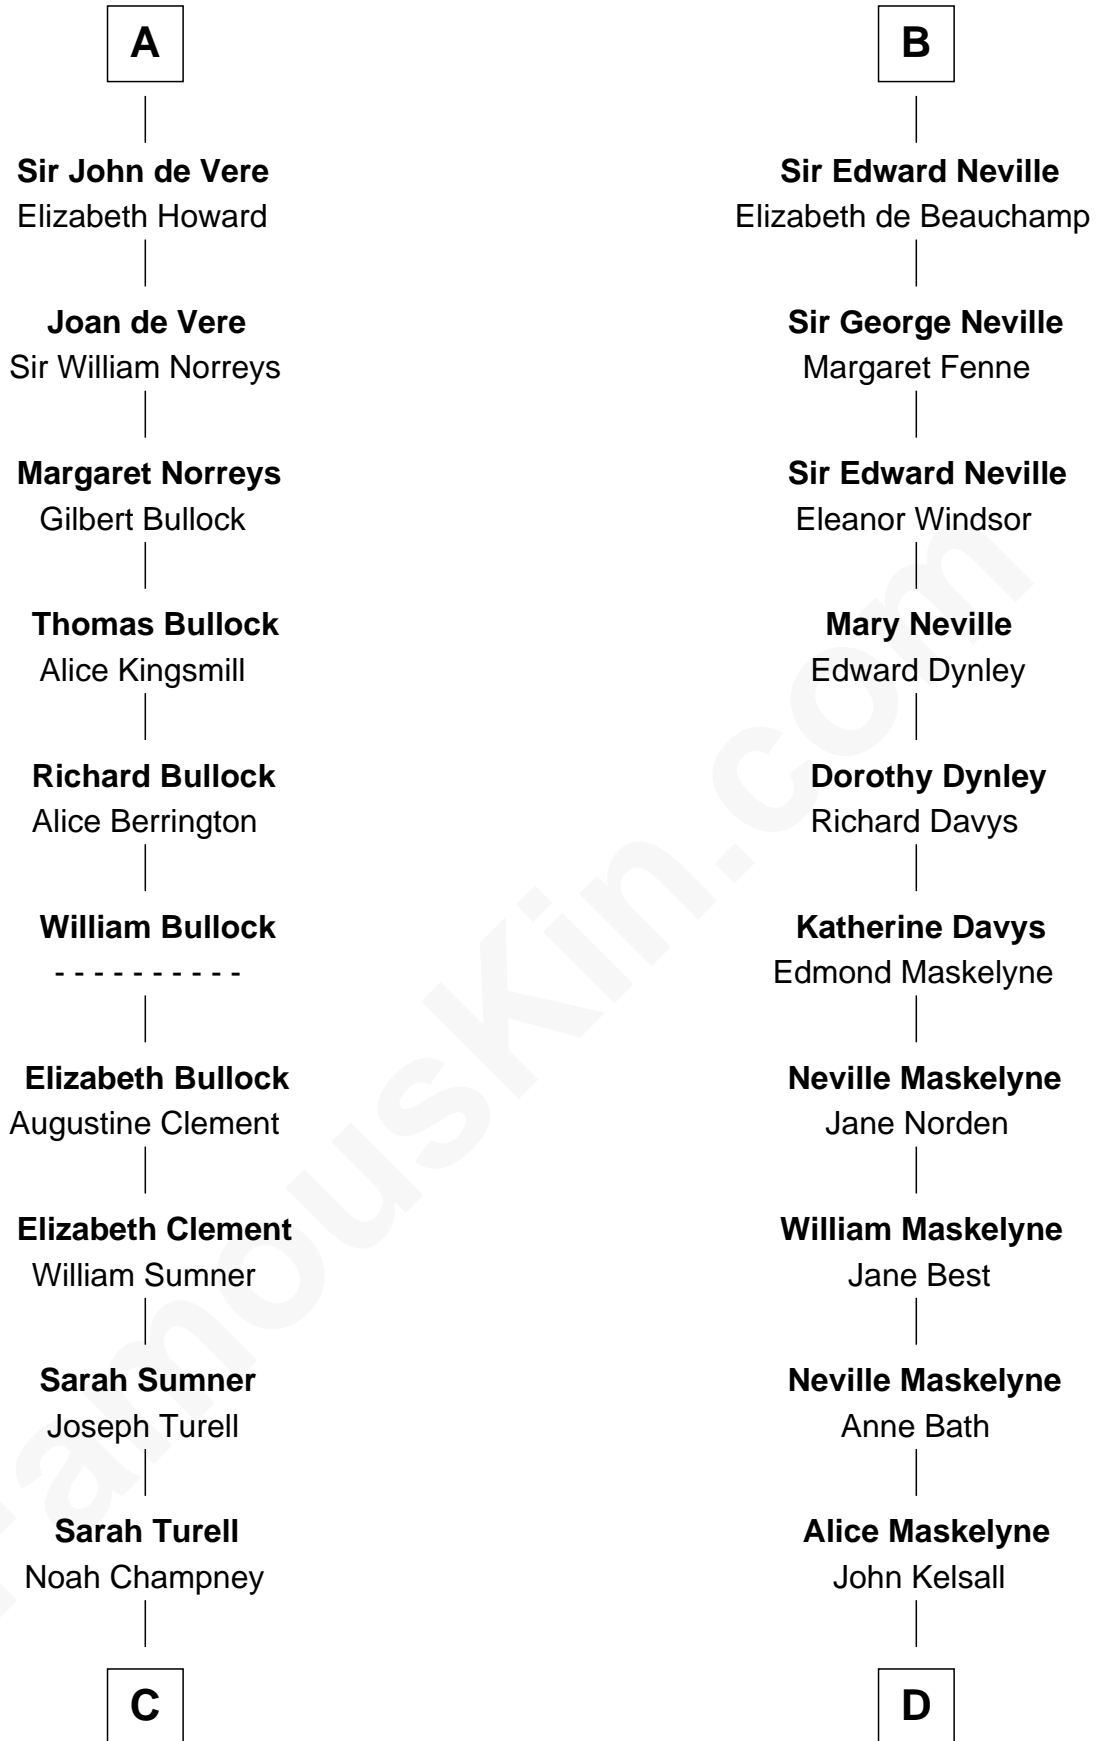 A
Sir John de Vere
Elizabeth Howard
Joan de Vere
Sir William Norreys
Margaret Norreys
Gilbert Bullock
Thomas Bullock
Alice Kingsmill
Richard Bullock
Alice Berrington
William Bullock
- - - - - - - - - -
Elizabeth Bullock
Augustine Clement
Elizabeth Clement
William Sumner
Sarah Sumner
Joseph Turell
Sarah Turell
Noah Champney
C
B
Sir Edward Neville
Elizabeth de Beauchamp
Sir George Neville
Margaret Fenne
Sir Edward Neville
Eleanor Windsor
Mary Neville
Edward Dynley
Dorothy Dynley
Richard Davys
Katherine Davys
Edmond Maskelyne
Neville Maskelyne
Jane Norden
William Maskelyne
Jane Best
Neville Maskelyne
Anne Bath
Alice Maskelyne
John Kelsall
D
FamousKin.com